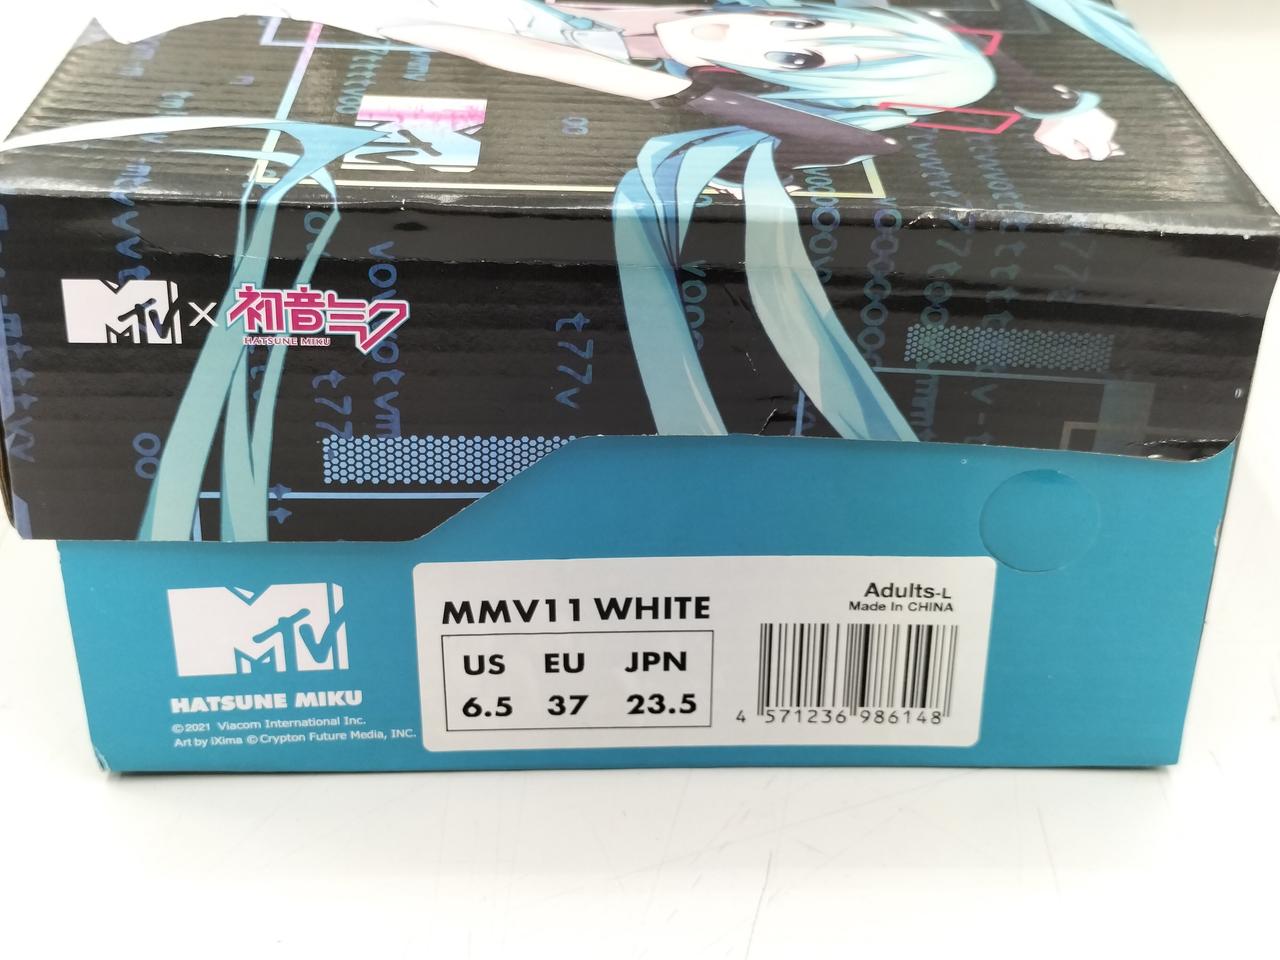 MTV × 初音ミク
HATSUNE MIKU
t77v
MTV
HATSUNE MIKU
©2021 Viacom International Inc.
Art by iXima ©Crypton Future Media, INC.
MMV11 WHITE
US EU JPN
6.5 37 23.5
Adults-L
Made In CHINA
4 571236 986148